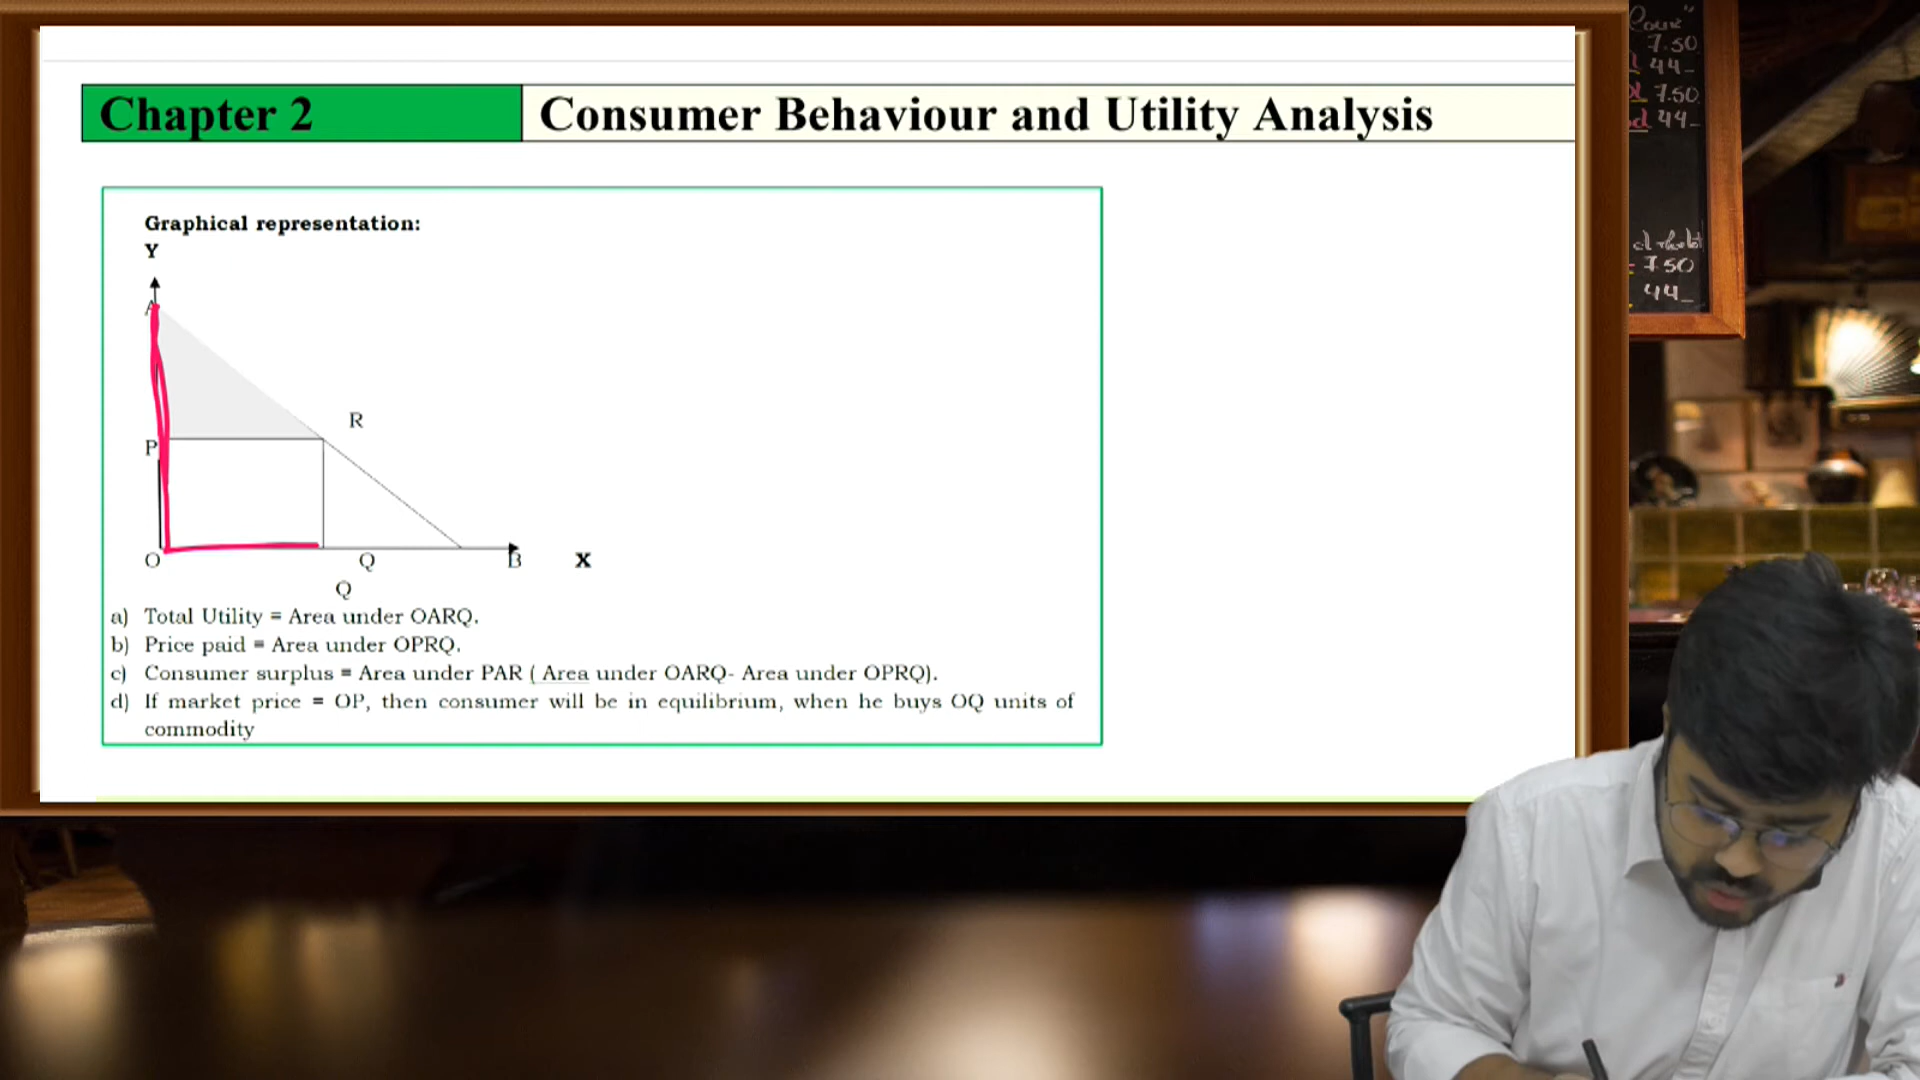 Chapter 2
Consumer Behaviour and Utility Analysis
Graphical representation:
Y
A
R
P
O
Q
B
X
Q
a) Total Utility = Area under OARQ.
b) Price paid = Area under OPRQ.
c) Consumer surplus = Area under PAR ( Area under OARQ- Area under OPRQ).
d) If market price = OP, then consumer will be in equilibrium, when he buys OQ units of
commodity
7.50
44-
7.50
44-
7.50
44-